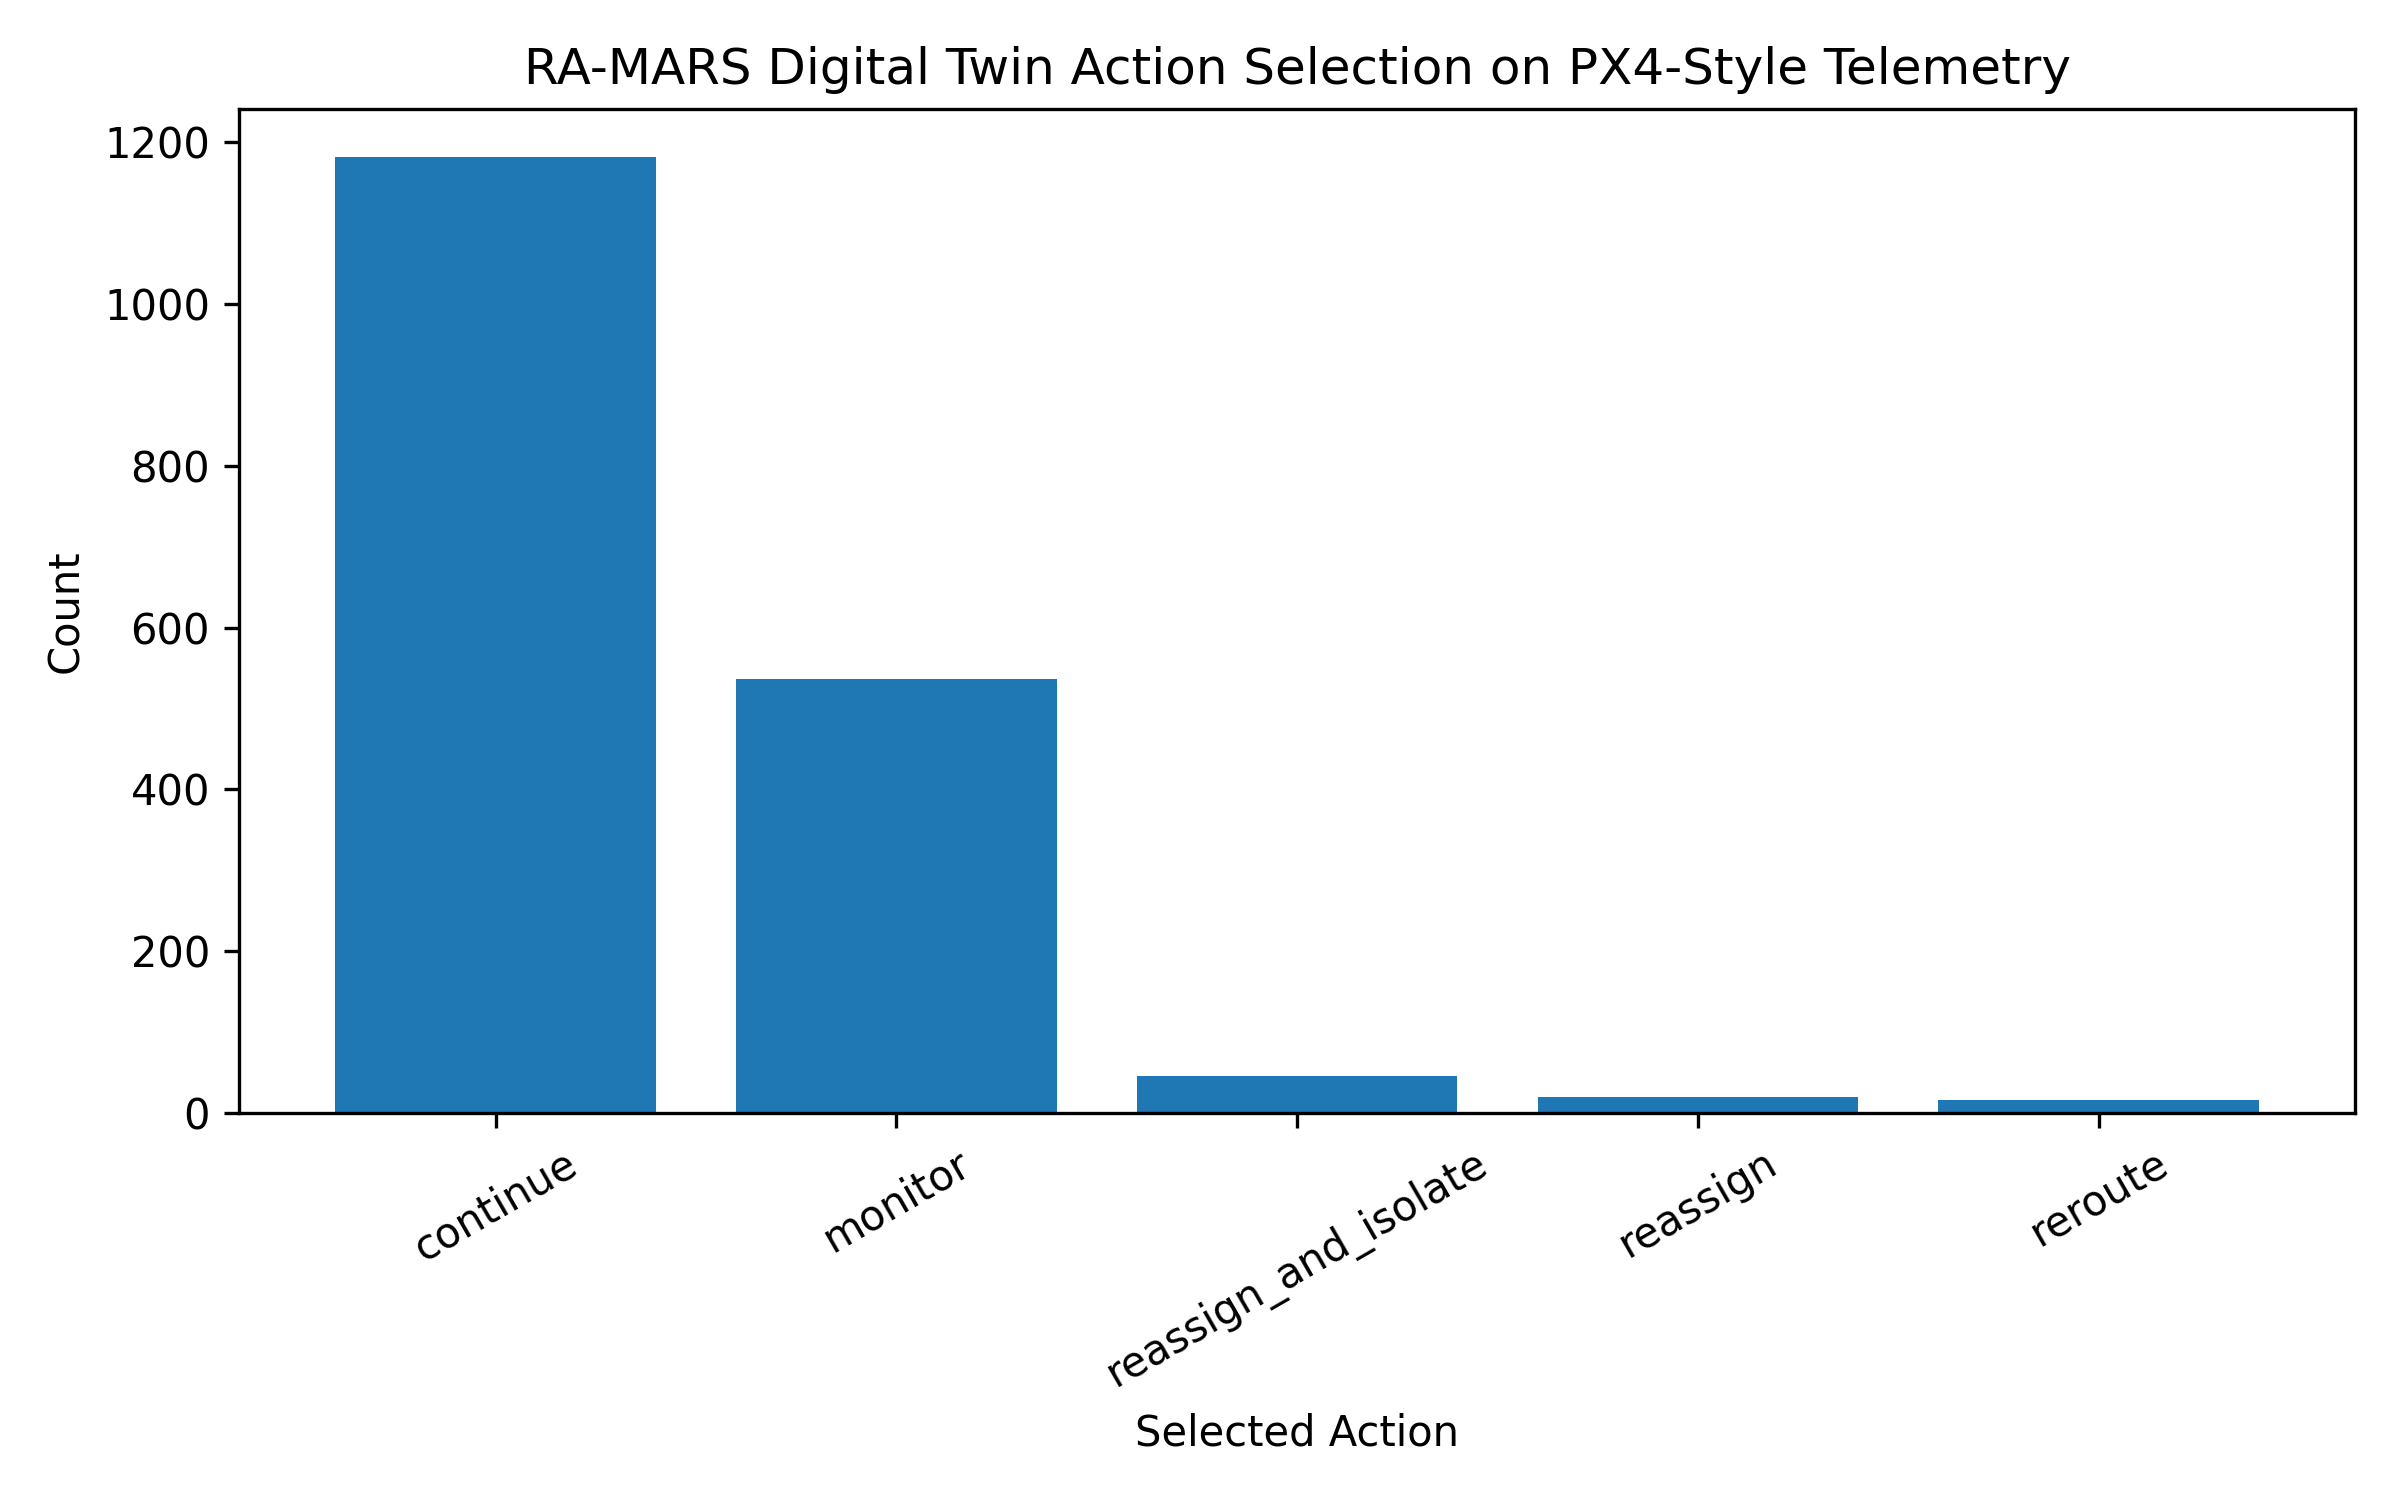 RA-MARS Digital Twin Action Selection on PX4-Style Telemetry
1200
1000
800
600
400
200
0
Count
continue
monitor
reassign_and_isolate
reassign
reroute
Selected Action